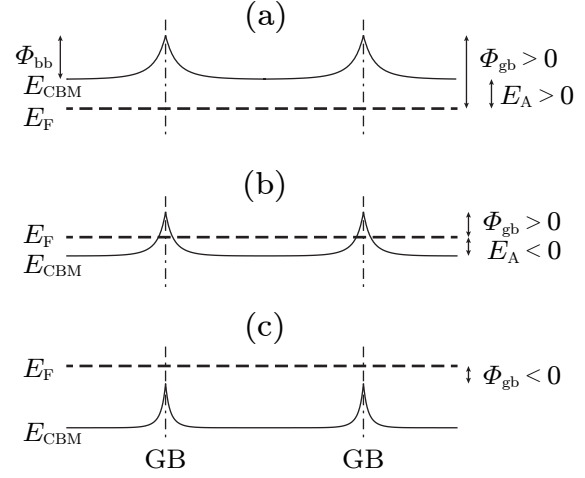 (a)
Φbb
Φgb > 0
ECBM
EA > 0
EF
(b)
EF
Φgb > 0
ECBM
EA < 0
(c)
EF
Φgb < 0
ECBM
GB GB